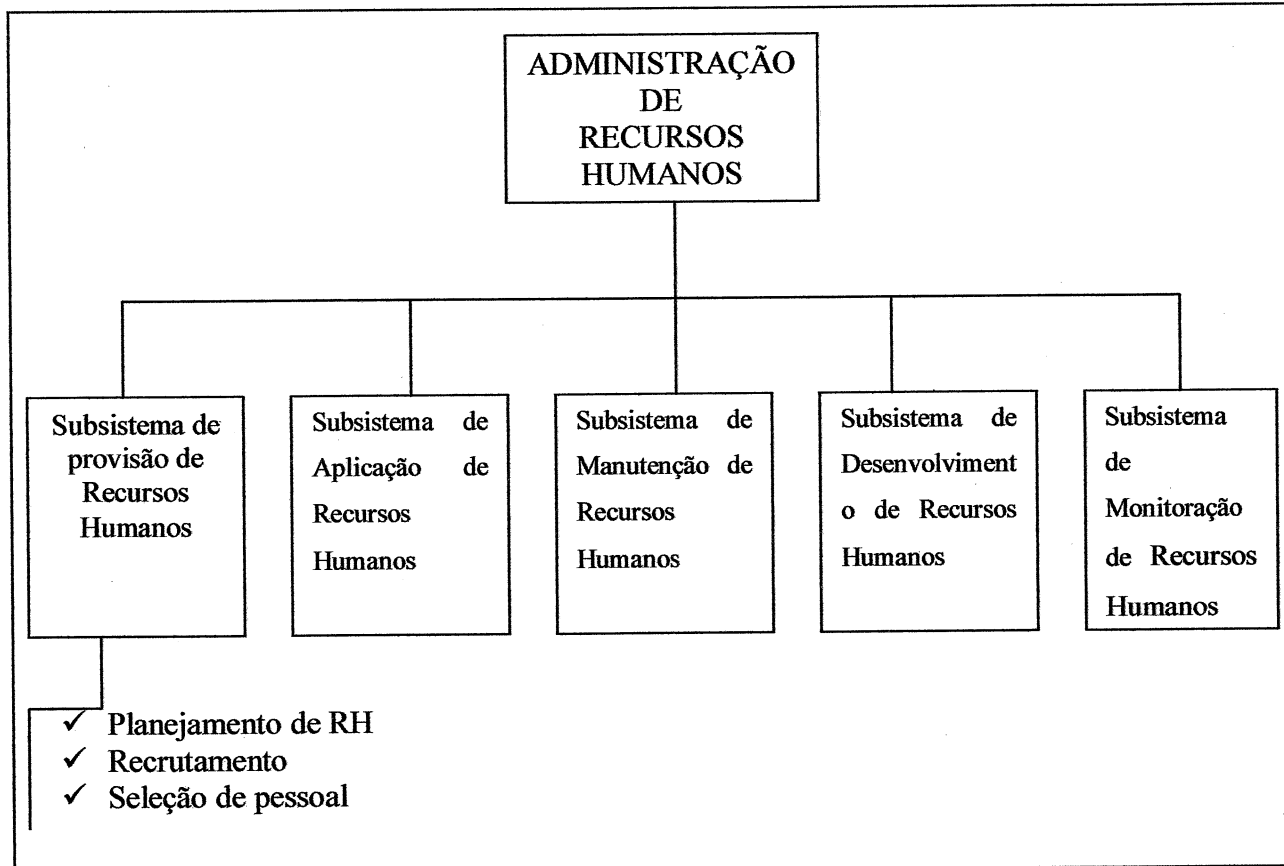 ADMINISTRAÇÃO
DE
RECURSOS
HUMANOS
Subsistema de
provisão de
Recursos
Humanos
Subsistema de
Aplicação de
Recursos
Humanos
Subsistema de
Manutenção de
Recursos
Humanos
Subsistema de
Desenvolviment
o de Recursos
Humanos
Subsistema
de
Monitoração
de Recursos
Humanos
✓ Planejamento de RH
✓ Recrutamento
✓ Seleção de pessoal